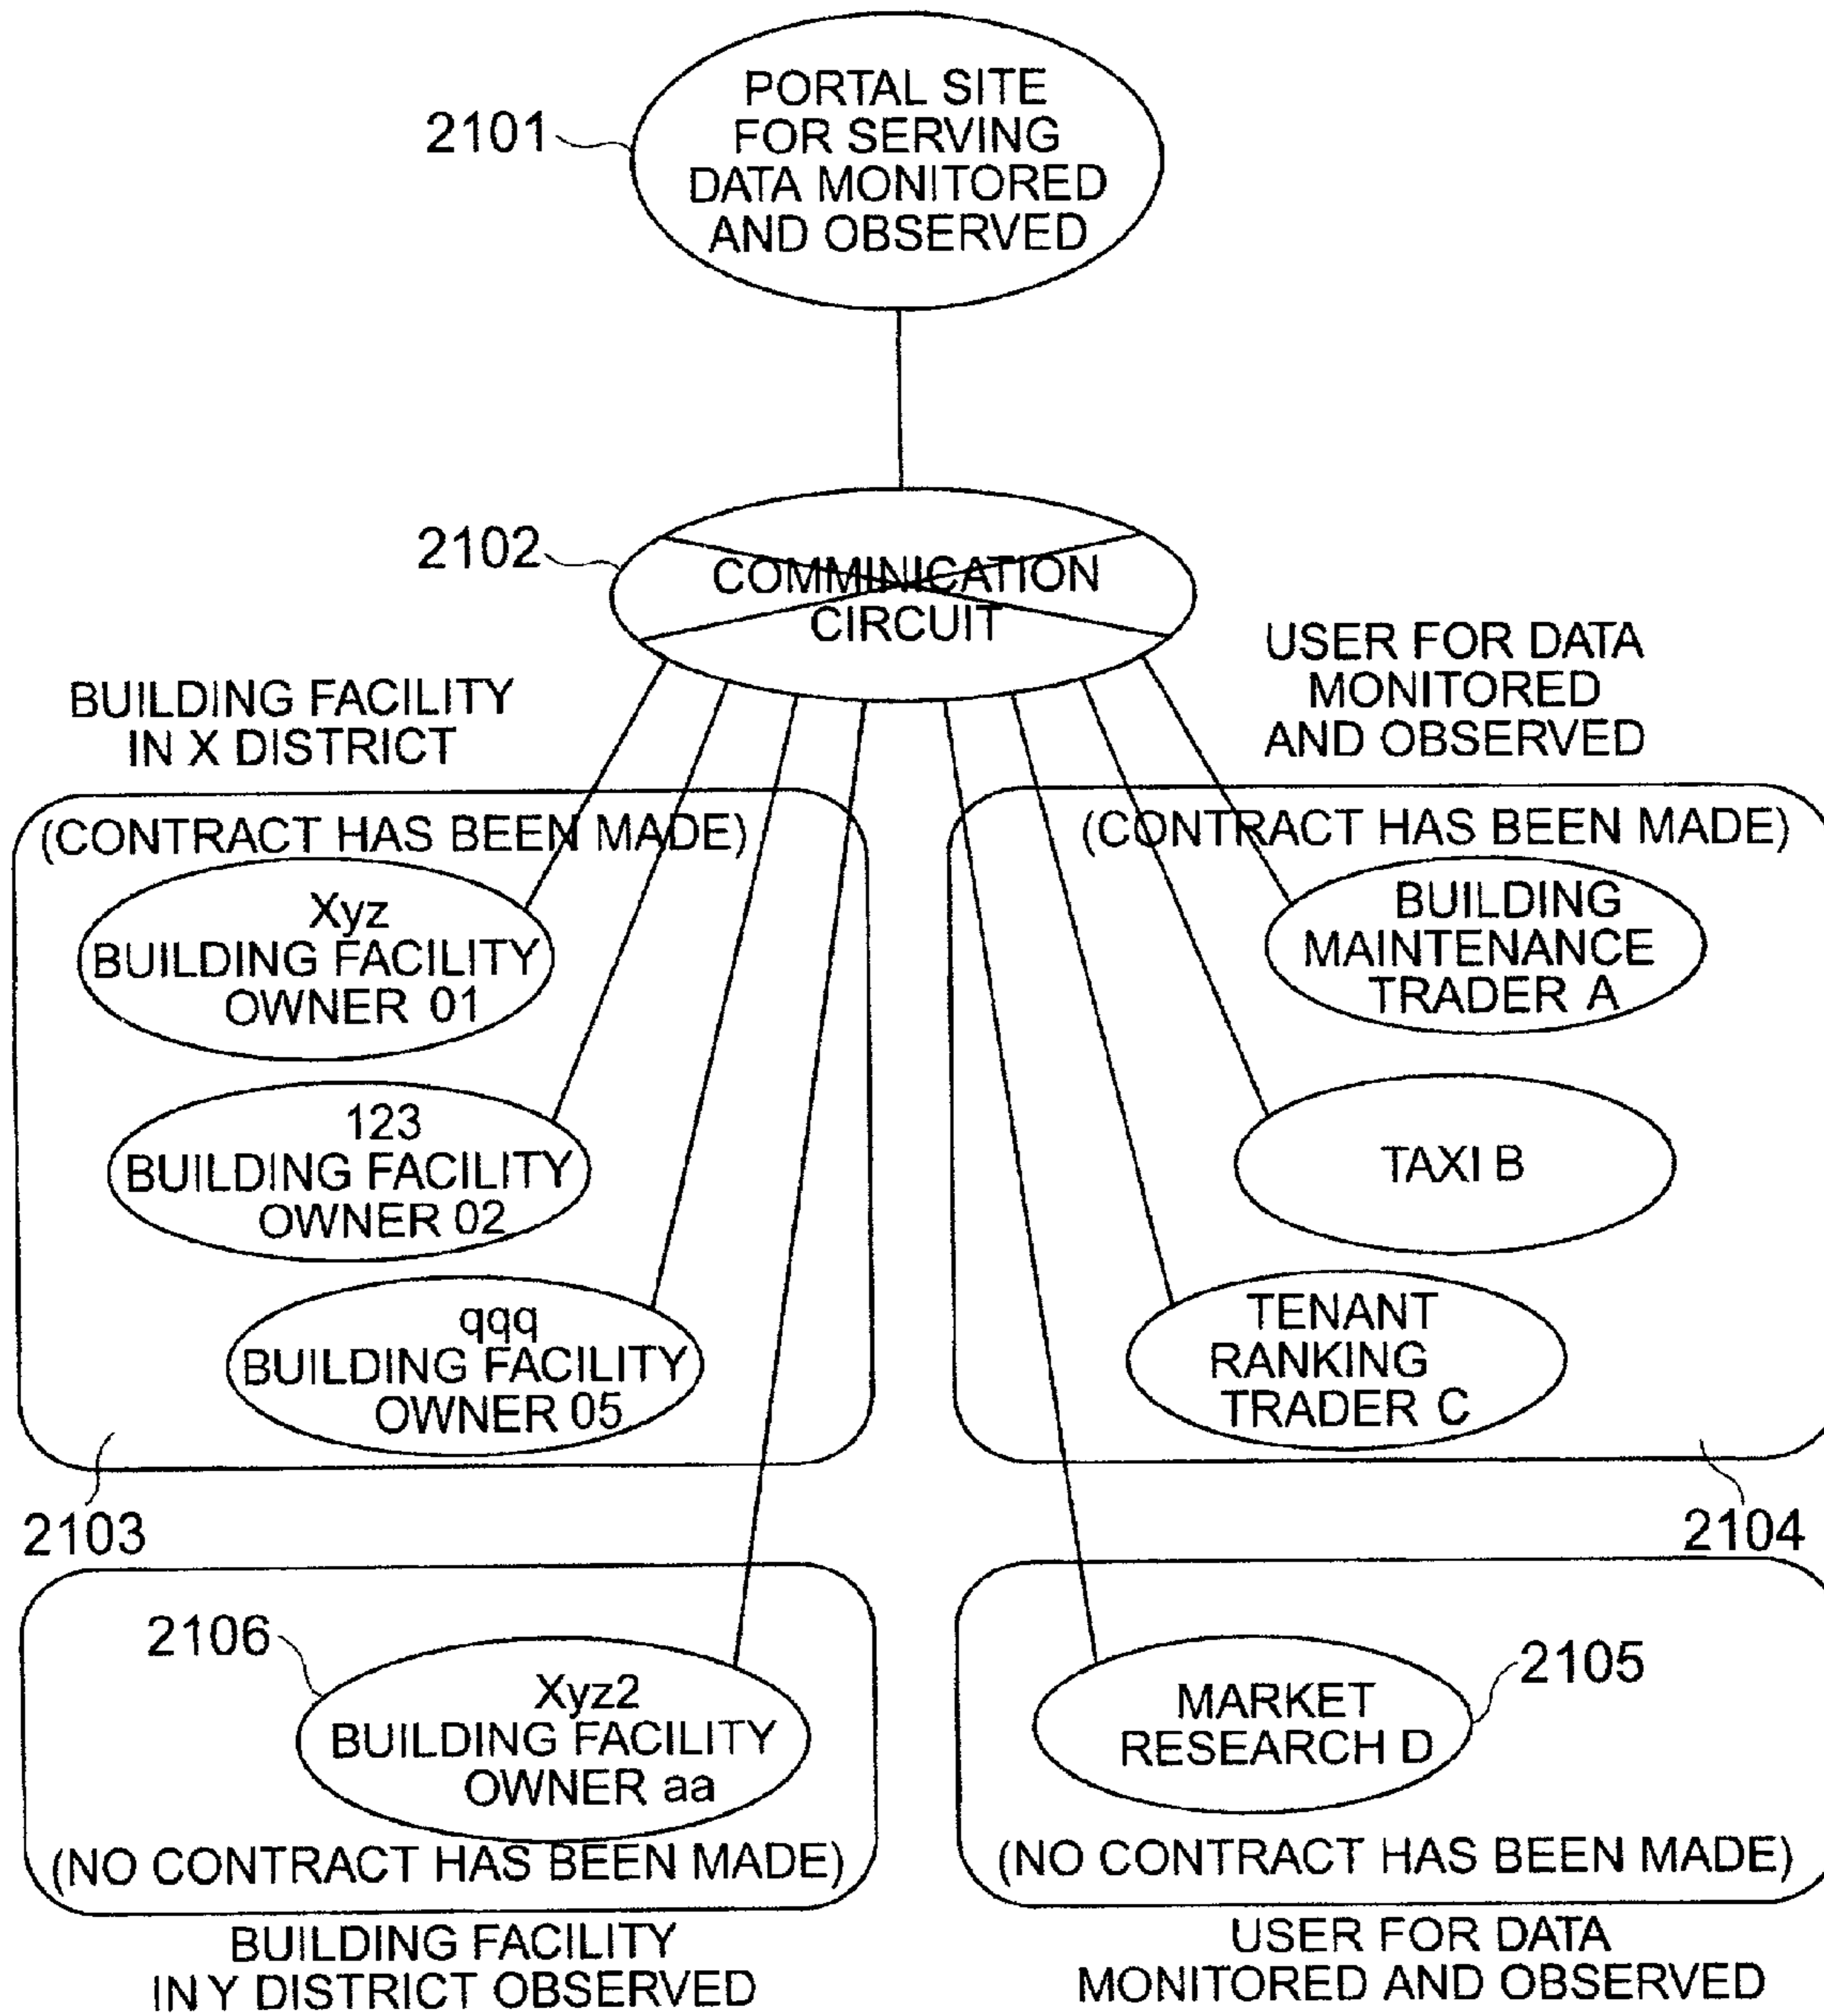 PORTAL SITE
FOR SERVING
DATA MONITORED
AND OBSERVED
2101
2102
COMMINICATION
CIRCUIT
BUILDING FACILITY
IN X DISTRICT
USER FOR DATA
MONITORED
AND OBSERVED
(CONTRACT HAS BEEN MADE)
Xyz
BUILDING FACILITY
OWNER 01
123
BUILDING FACILITY
OWNER 02
qqq
BUILDING FACILITY
OWNER 05
2103
(CONTRACT HAS BEEN MADE)
BUILDING
MAINTENANCE
TRADER A
TAXI B
TENANT
RANKING
TRADER C
2104
2106
Xyz2
BUILDING FACILITY
OWNER aa
(NO CONTRACT HAS BEEN MADE)
BUILDING FACILITY
IN Y DISTRICT OBSERVED
2105
MARKET
RESEARCH D
(NO CONTRACT HAS BEEN MADE)
USER FOR DATA
MONITORED AND OBSERVED